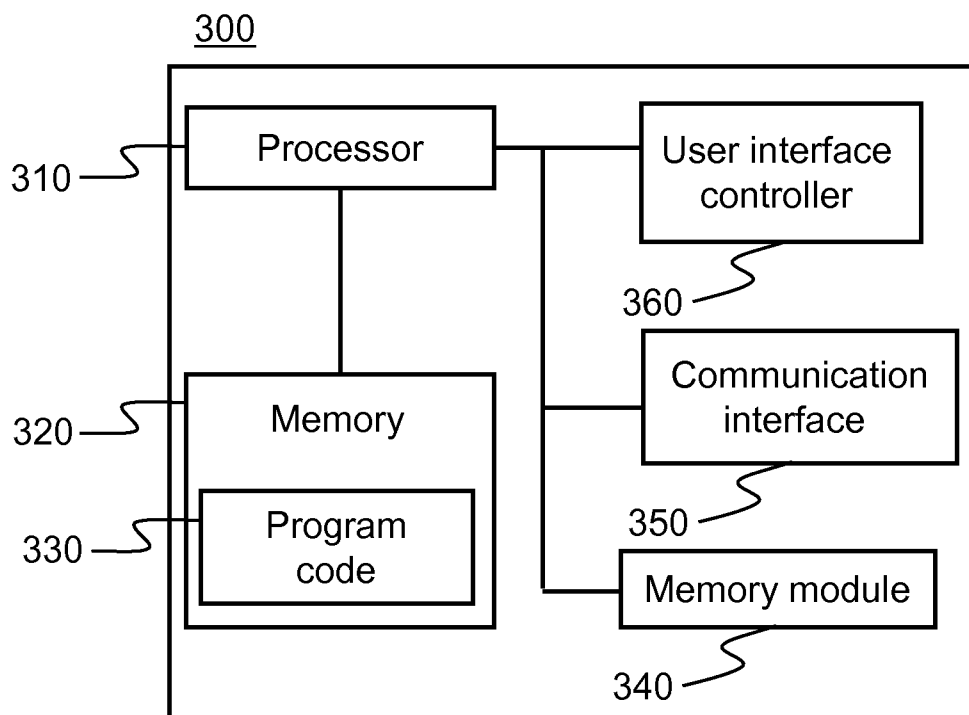 300
310
Processor
User interface
controller
360
320
Memory
Communication
interface
350
330
Program
code
Memory module
340